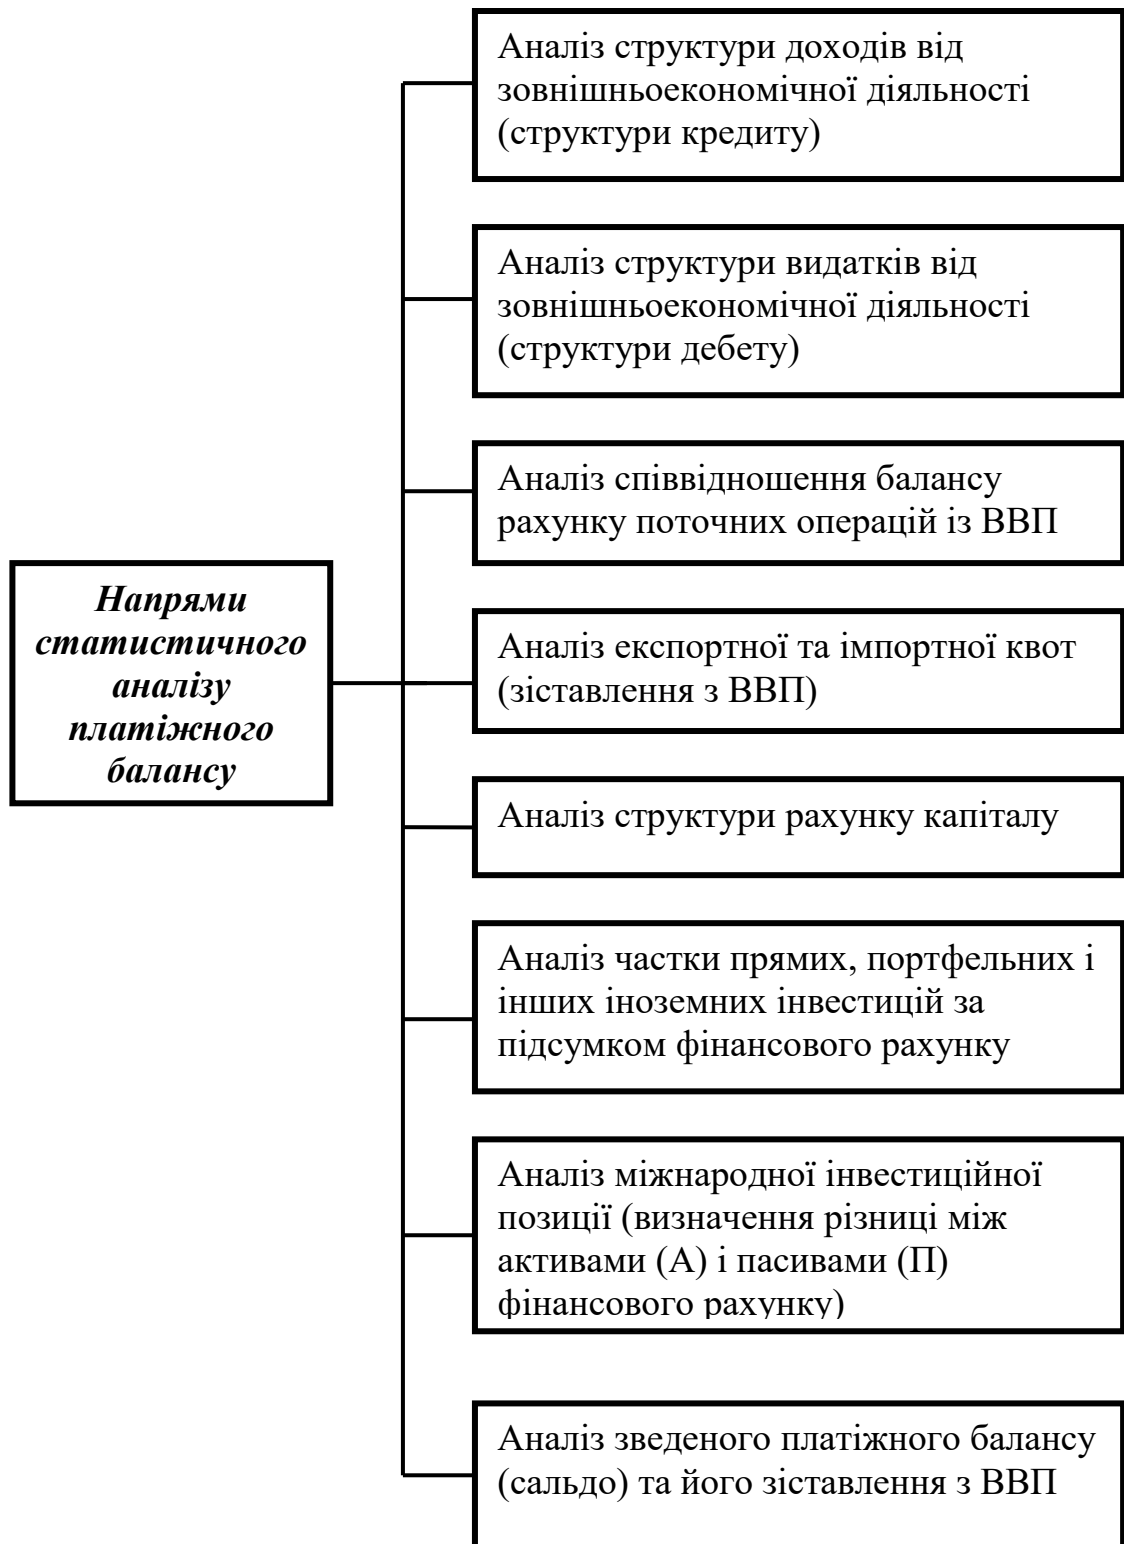 Аналіз структури доходів від
зовнішньоекономічної діяльності
(структури кредиту)
Аналіз структури видатків від
зовнішньоекономічної діяльності
(структури дебету)
Аналіз співвідношення балансу
рахунку поточних операцій із ВВП
Напрями
статистичного
аналізу
платіжного
балансу
Аналіз експортної та імпортної квот
(зіставлення з ВВП)
Аналіз структури рахунку капіталу
Аналіз частки прямих, портфельних і
інших іноземних інвестицій за
підсумком фінансового рахунку
Аналіз міжнародної інвестиційної
позиції (визначення різниці між
активами (А) і пасивами (П)
фінансового рахунку)
Аналіз зведеного платіжного балансу
(сальдо) та його зіставлення з ВВП